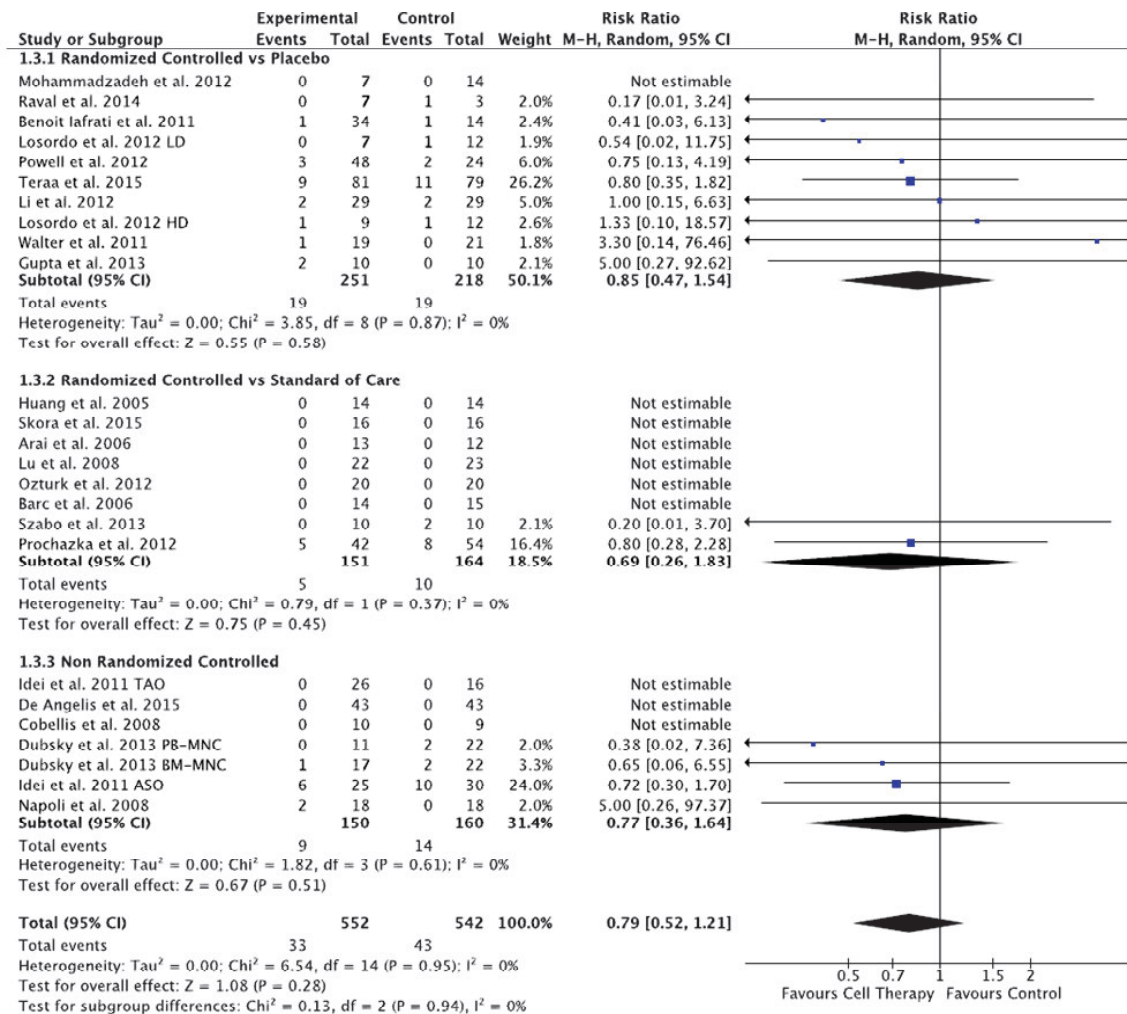 Experimental Control Risk Ratio Risk Ratio
Study or Subgroup Events Total Events Total Weight M-H, Random, 95% CI M-H, Random, 95% CI
1.3.1 Randomized Controlled vs Placebo
Mohammadzadeh et al. 2012 0 7 0 14 Not estimable
Raval et al. 2014 0 7 1 3 2.0% 0.17 [0.01, 3.24]
Benoit Iafrati et al. 2011 1 34 1 14 2.4% 0.41 [0.03, 6.13]
Losordo et al. 2012 LD 0 7 1 12 1.9% 0.54 [0.02, 11.75]
Powell et al. 2012 3 48 2 24 6.0% 0.75 [0.13, 4.19]
Teraa et al. 2015 9 81 11 79 26.2% 0.80 [0.35, 1.82]
Li et al. 2012 2 29 2 29 5.0% 1.00 [0.15, 6.63]
Losordo et al. 2012 HD 1 9 1 12 2.6% 1.33 [0.10, 18.57]
Walter et al. 2011 1 19 0 21 1.8% 3.30 [0.14, 76.46]
Gupta et al. 2013 2 10 0 10 2.1% 5.00 [0.27, 92.62]
Subtotal (95% CI) 251 218 50.1% 0.85 [0.47, 1.54]
Total events 19 19
Heterogeneity: Tau² = 0.00; Chi² = 3.85, df = 8 (P = 0.87); I² = 0%
Test for overall effect: Z = 0.55 (P = 0.58)
1.3.2 Randomized Controlled vs Standard of Care
Huang et al. 2005 0 14 0 14 Not estimable
Skora et al. 2015 0 16 0 16 Not estimable
Arai et al. 2006 0 13 0 12 Not estimable
Lu et al. 2008 0 22 0 23 Not estimable
Ozturk et al. 2012 0 20 0 20 Not estimable
Barc et al. 2006 0 14 0 15 Not estimable
Szabo et al. 2013 0 10 2 10 2.1% 0.20 [0.01, 3.70]
Prochazka et al. 2012 5 42 8 54 16.4% 0.80 [0.28, 2.28]
Subtotal (95% CI) 151 164 18.5% 0.69 [0.26, 1.83]
Total events 5 10
Heterogeneity: Tau² = 0.00; Chi² = 0.79, df = 1 (P = 0.37); I² = 0%
Test for overall effect: Z = 0.75 (P = 0.45)
1.3.3 Non Randomized Controlled
Idei et al. 2011 TAO 0 26 0 16 Not estimable
De Angelis et al. 2015 0 43 0 43 Not estimable
Cobellis et al. 2008 0 10 0 9 Not estimable
Dubsky et al. 2013 PB-MNC 0 11 2 22 2.0% 0.38 [0.02, 7.36]
Dubsky et al. 2013 BM-MNC 1 17 2 22 3.3% 0.65 [0.06, 6.55]
Idei et al. 2011 ASO 6 25 10 30 24.0% 0.72 [0.30, 1.70]
Napoli et al. 2008 2 18 0 18 2.0% 5.00 [0.26, 97.37]
Subtotal (95% CI) 150 160 31.4% 0.77 [0.36, 1.64]
Total events 9 14
Heterogeneity: Tau² = 0.00; Chi² = 1.82, df = 3 (P = 0.61); I² = 0%
Test for overall effect: Z = 0.67 (P = 0.51)
Total (95% CI) 552 542 100.0% 0.79 [0.52, 1.21]
Total events 33 43
Heterogeneity: Tau² = 0.00; Chi² = 6.54, df = 14 (P = 0.95); I² = 0%
Test for overall effect: Z = 1.08 (P = 0.28)
Test for subgroup differences: Chi² = 0.13, df = 2 (P = 0.94), I² = 0%
0.5 0.7 1 1.5 2
Favours Cell Therapy Favours Control